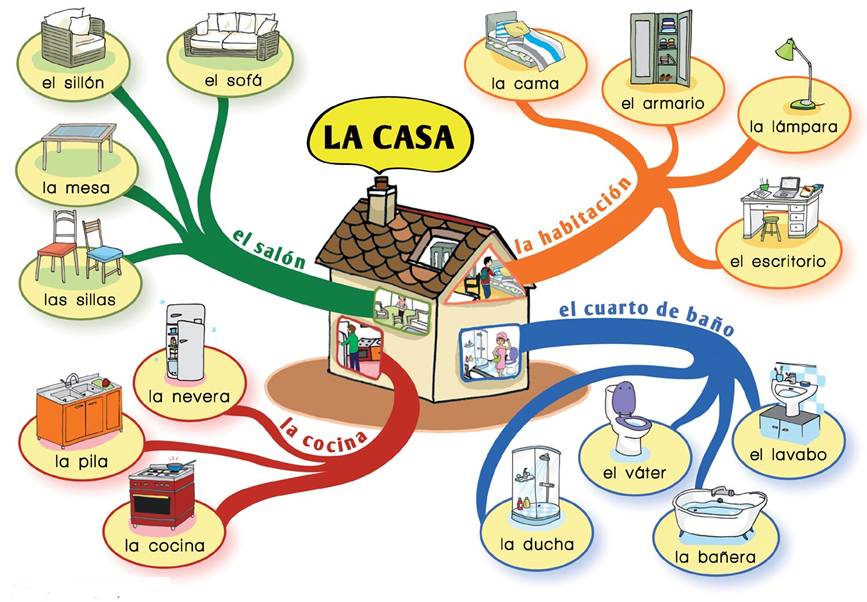 LA CASA
el salón
el sillón
el sofá
la mesa
las sillas
la habitación
la cama
el armario
la lámpara
el escritorio
la cocina
la nevera
la pila
la cocina
el cuarto de baño
la ducha
el váter
la bañera
el lavabo